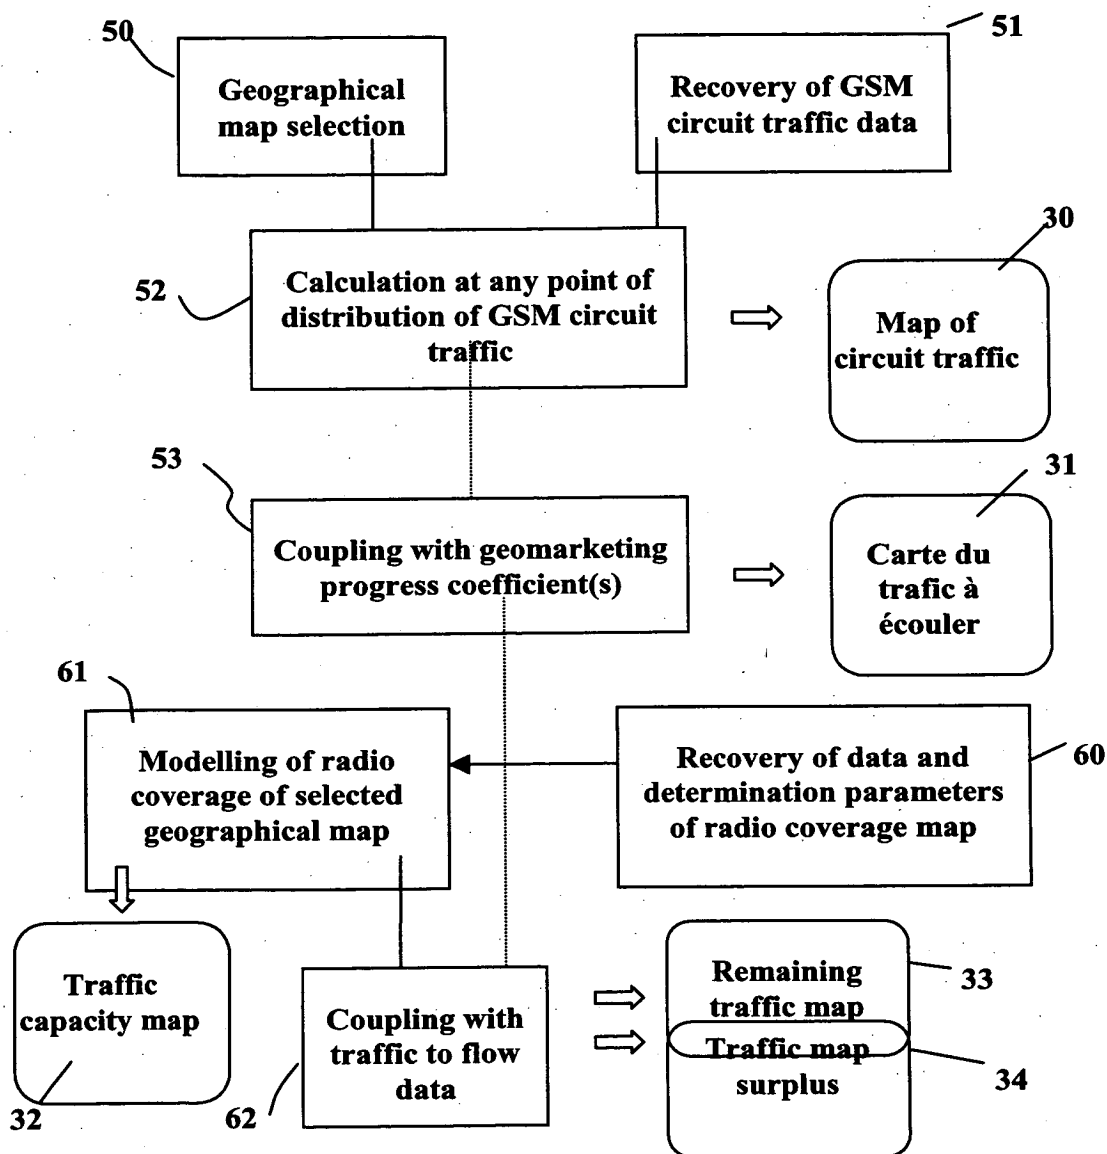 50
51
Geographical
map selection
Recovery of GSM
circuit traffic data
30
52
Calculation at any point of
distribution of GSM circuit
traffic
Map of
circuit traffic
53
31
Coupling with geomarketing
progress coefficient(s)
Carte du
trafic à
écouler
61
60
Modelling of radio
coverage of selected
geographical map
Recovery of data and
determination parameters
of radio coverage map
Traffic
capacity map
32
62
Coupling with
traffic to flow
data
Remaining
traffic map
33
Traffic map
surplus
34